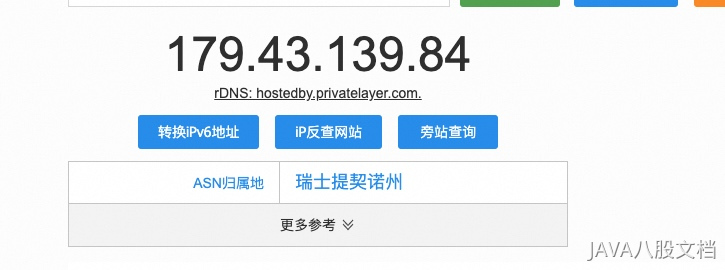 179.43.139.84
rDNS: hostedby.privatelayer.com.
转换iPv6地址 iP反查网站 旁站查询
ASN归属地 瑞士提契诺州
更多参考
JAVA八股文档